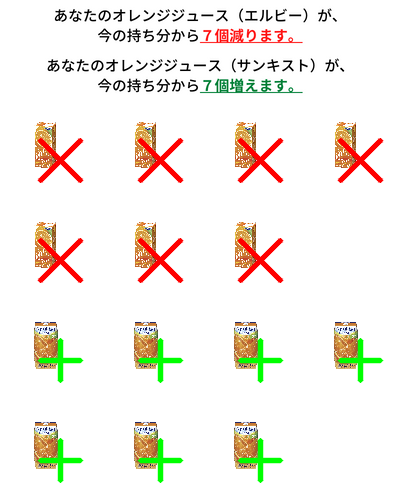 あなたのオレンジジュース（エルビー）が、
今の持ち分から７個減ります。
あなたのオレンジジュース（サンキスト）が、
今の持ち分から７個増えます。